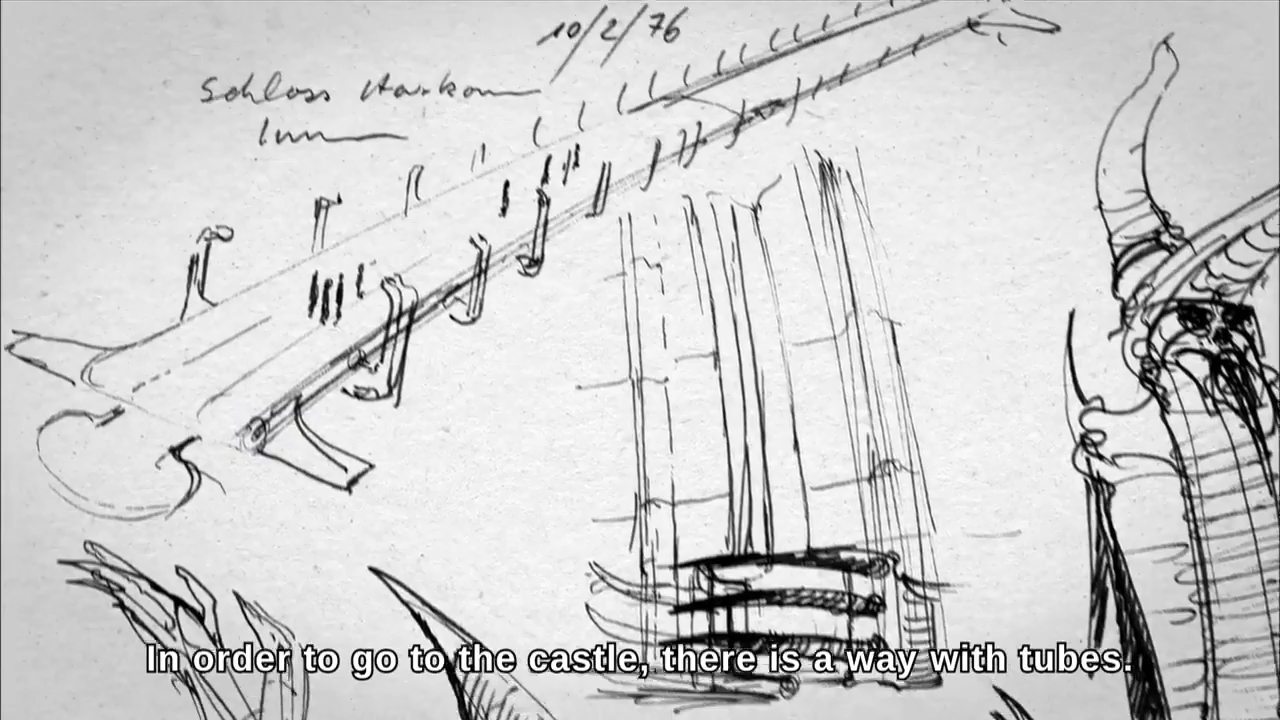 10/2/76
Schloss Harkonnen
In order to go to the castle, there is a way with tubes.